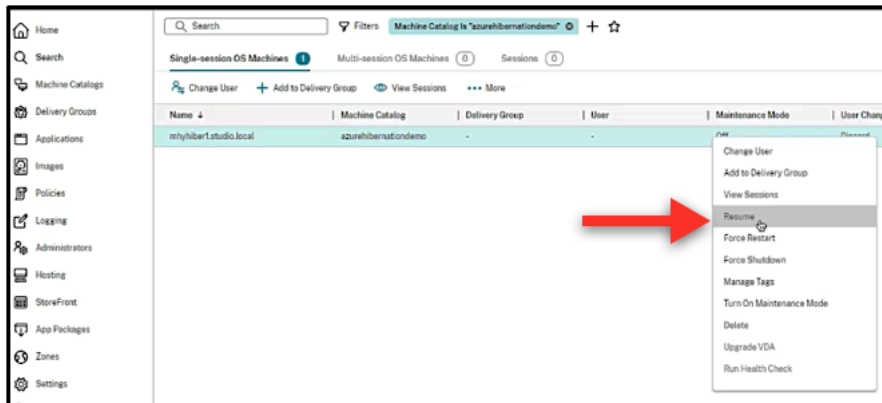 Home
Search
Machine Catalogs
Delivery Groups
Applications
Images
Policies
Logging
Administrators
Hosting
StoreFront
App Packages
Zones
Settings
Search Filters Machine Catalog Is "azurehibernationdemo"
Single-session OS Machines 1 Multi-session OS Machines 0 Sessions 0
Change User Add to Delivery Group View Sessions More
Name Machine Catalog Delivery Group User Maintenance Mode User Chang
mhyhiber1.studio.local azurehibernationdemo - - Off Discard
Change User
Add to Delivery Group
View Sessions
Resume
Force Restart
Force Shutdown
Manage Tags
Turn On Maintenance Mode
Delete
Upgrade VDA
Run Health Check